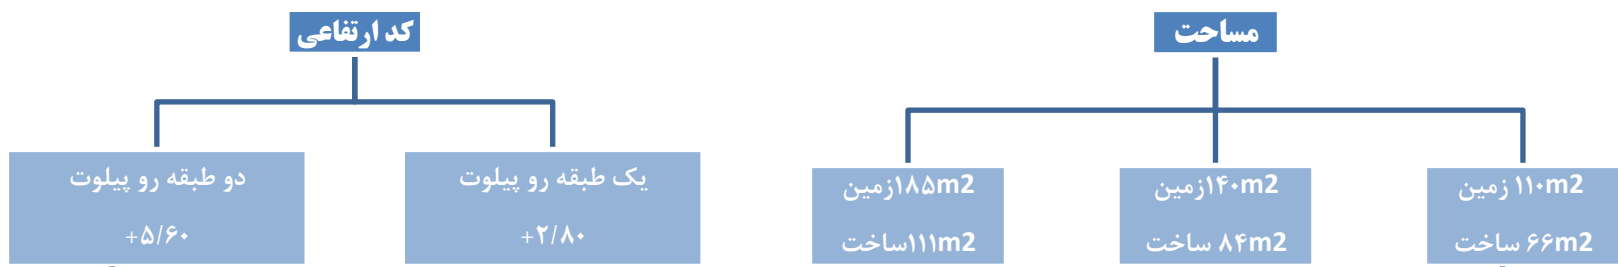 مساحت
۱۱۰m2 زمین
۶۶m2 ساخت
۱۴۰m2زمین
۸۴m2 ساخت
۱۸۵m2زمین
۱۱۱m2ساخت
کد ارتفاعی
یک طبقه رو پیلوت
+۲/۸۰
دو طبقه رو پیلوت
+۵/۶۰